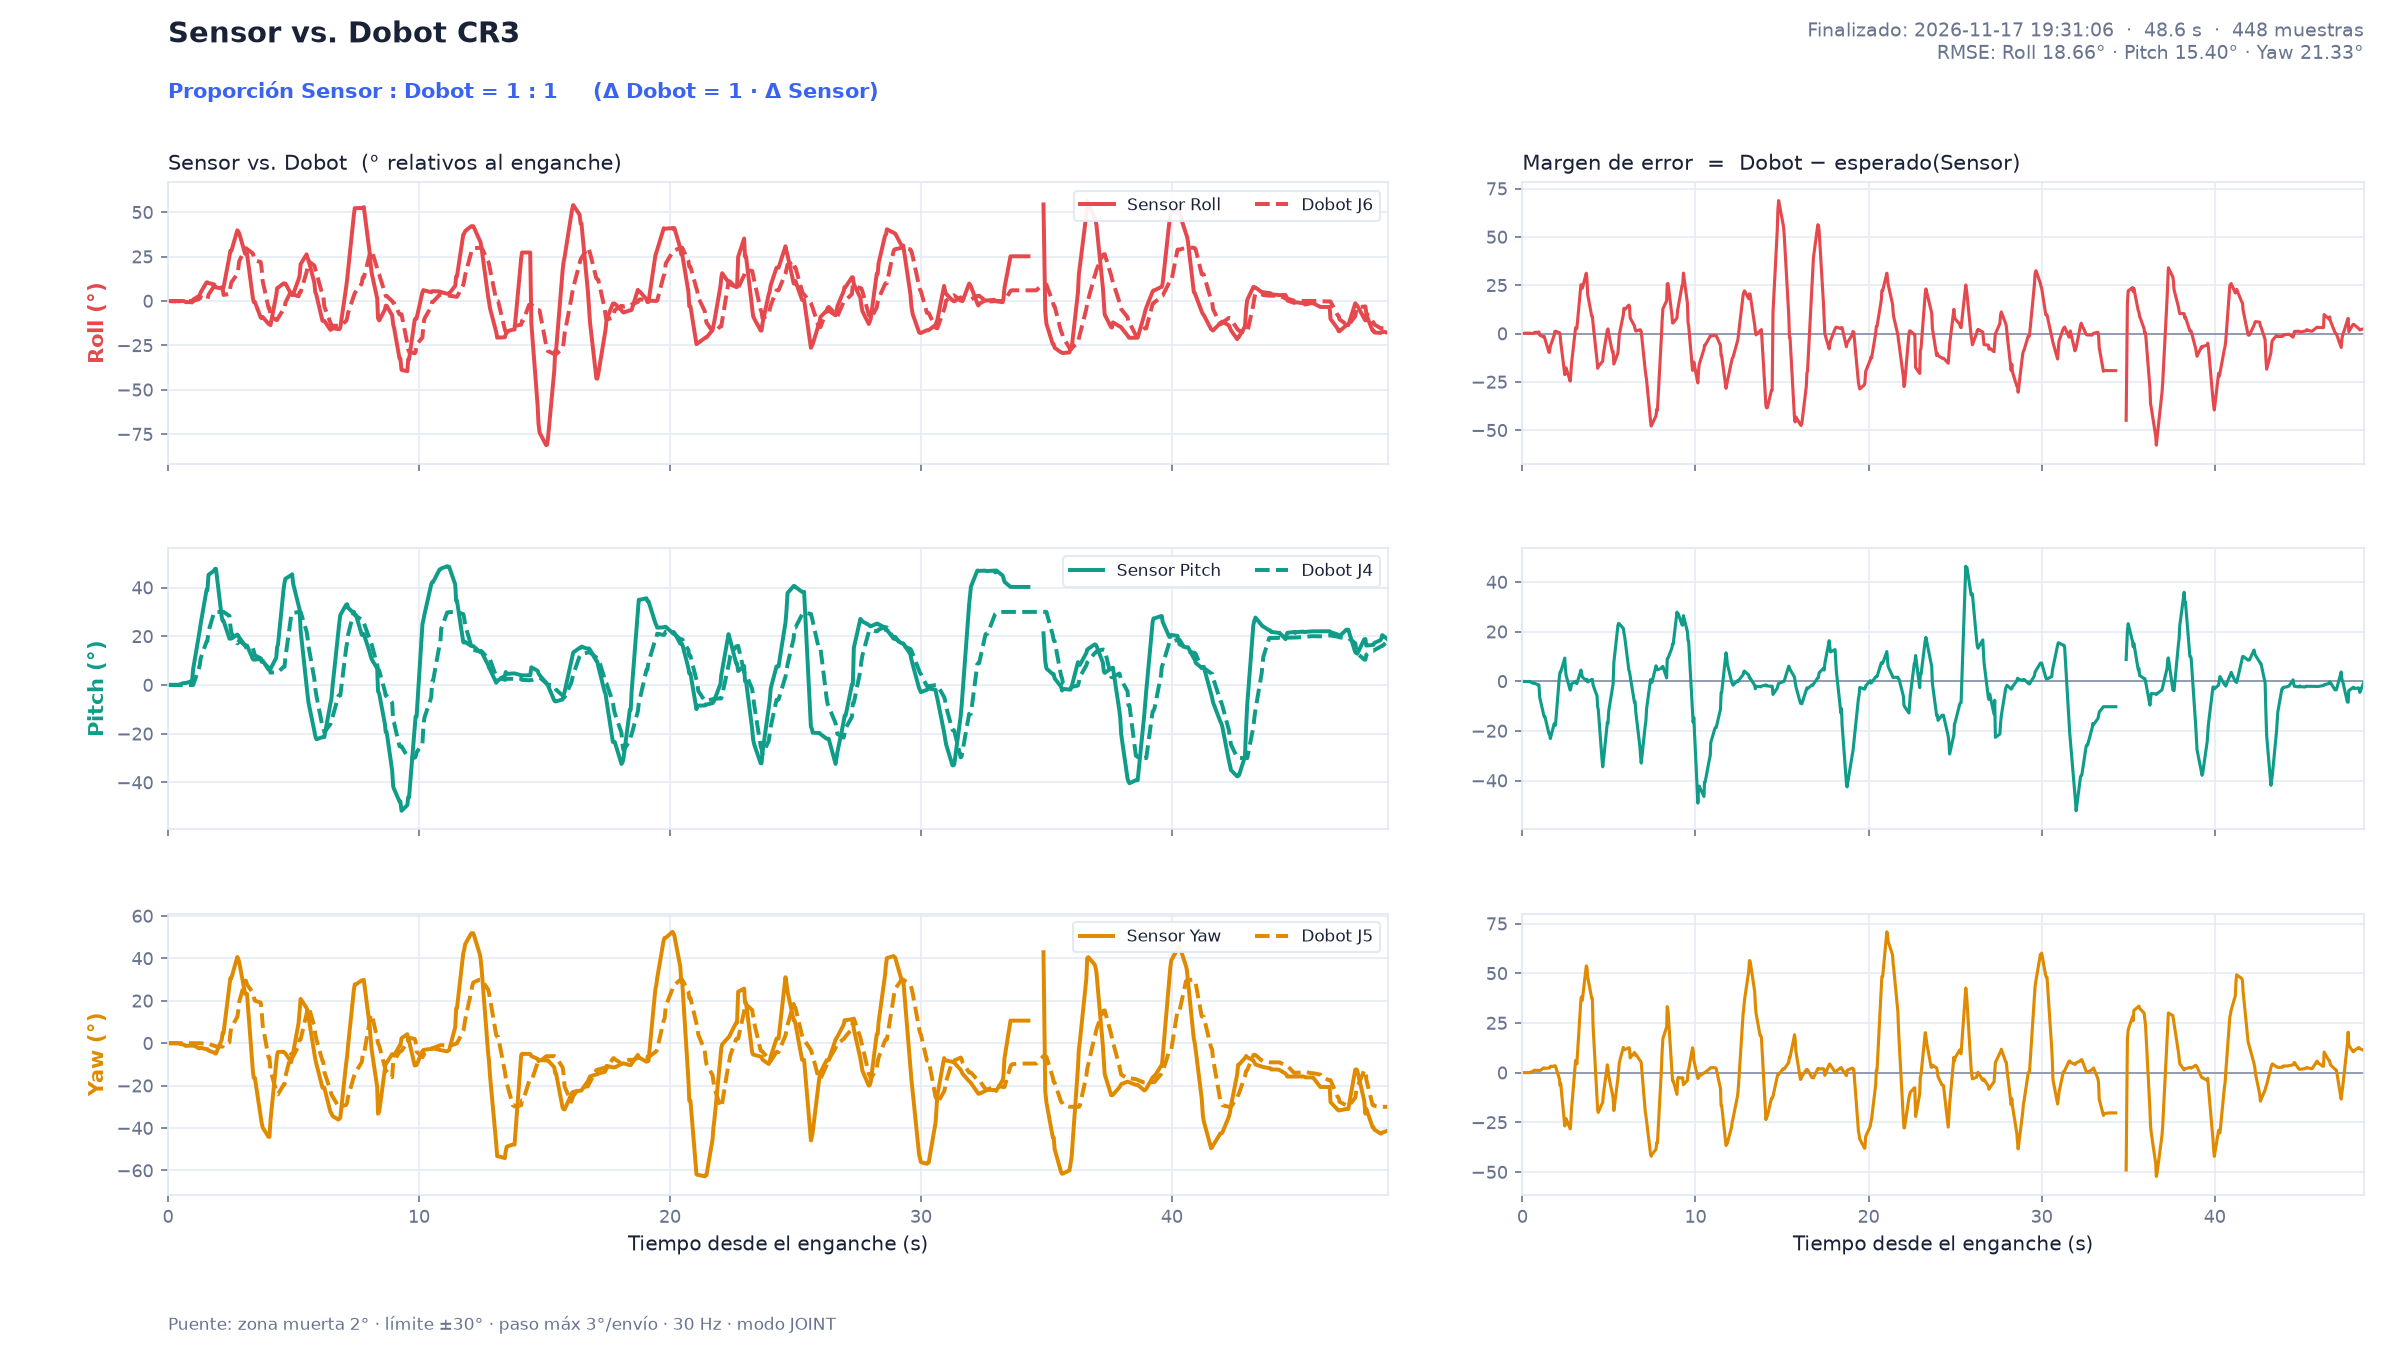 Sensor vs. Dobot CR3
Finalizado: 2026-11-17 19:31:06 · 48.6 s · 448 muestras
RMSE: Roll 18.66° · Pitch 15.40° · Yaw 21.33°
Proporción Sensor : Dobot = 1 : 1 (Δ Dobot = 1 · Δ Sensor)
Sensor vs. Dobot (° relativos al enganche)
Margen de error = Dobot − esperado(Sensor)
Roll (°)
50
25
0
−25
−50
−75
Sensor Roll
Dobot J6
75
50
25
0
−25
−50
Pitch (°)
40
20
0
−20
−40
Sensor Pitch
Dobot J4
40
20
0
−20
−40
Yaw (°)
60
40
20
0
−20
−40
−60
Sensor Yaw
Dobot J5
75
50
25
0
−25
−50
0 10 20 30 40
Tiempo desde el enganche (s)
0 10 20 30 40
Tiempo desde el enganche (s)
Puente: zona muerta 2° · límite ±30° · paso máx 3°/envío · 30 Hz · modo JOINT